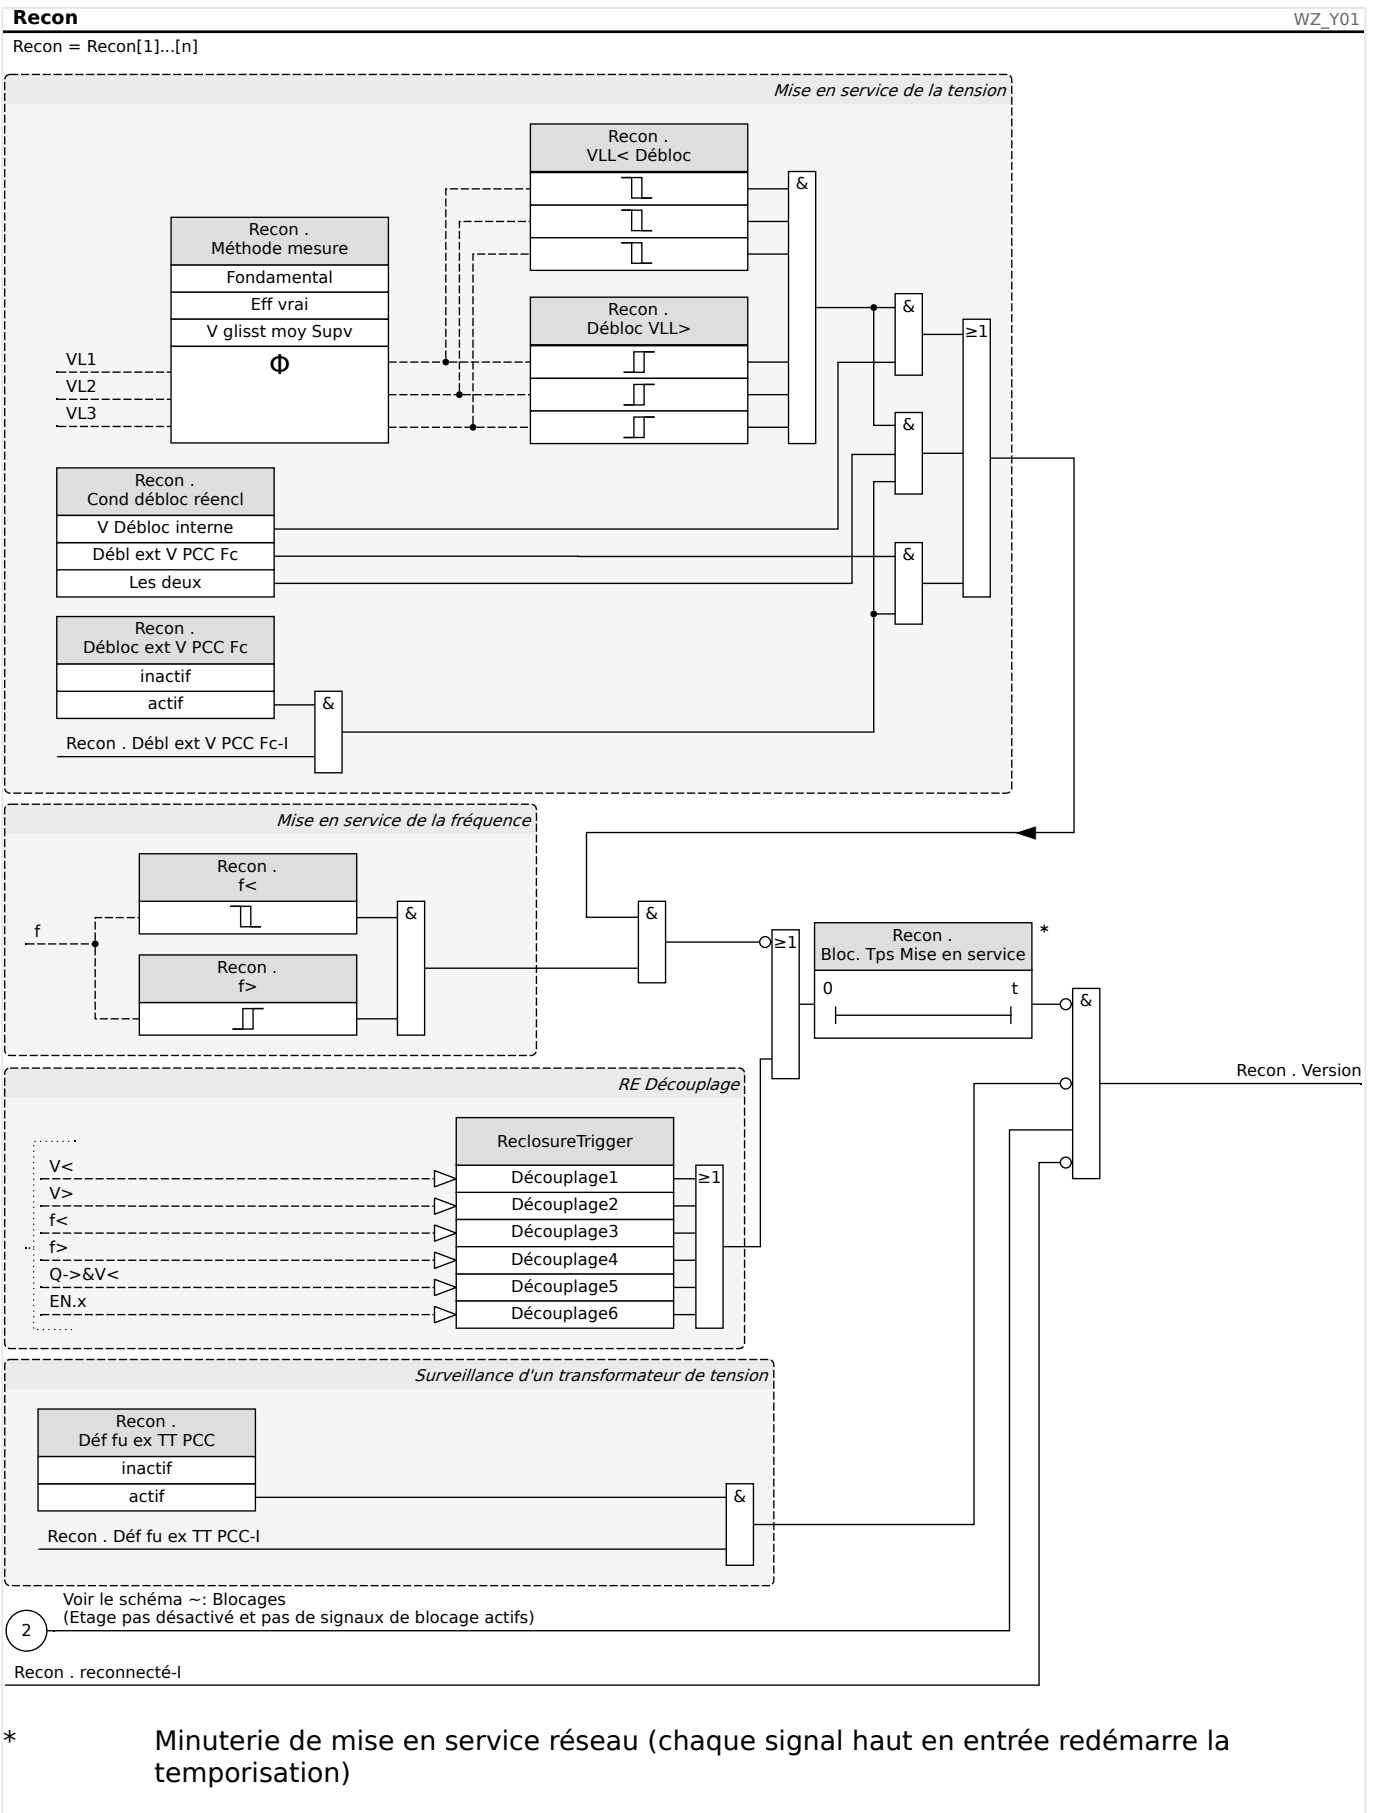 Recon
WZ_Y01
Recon = Recon[1]...[n]
Mise en service de la tension
Recon .
VLL< Débloc
&
Recon .
Méthode mesure
Fondamental
Eff vrai
V glisst moy Supv
Φ
VL1
VL2
VL3
Recon .
Débloc VLL>
&
≥1
&
Recon .
Cond débloc réencl
V Débloc interne
Débl ext V PCC Fc
Les deux
&
Recon .
Débloc ext V PCC Fc
inactif
actif
&
Recon . Débl ext V PCC Fc-I
Mise en service de la fréquence
Recon .
f<
&
f
Recon .
f>
&
≥1
Recon .
Bloc. Tps Mise en service
*
0
t
&
Recon . Version
RE Découplage
ReclosureTrigger
V<
Découplage1
≥1
V>
Découplage2
f<
Découplage3
f>
Découplage4
Q->&V<
Découplage5
EN.x
Découplage6
Surveillance d'un transformateur de tension
Recon .
Déf fu ex TT PCC
inactif
actif
&
Recon . Déf fu ex TT PCC-I
Voir le schéma ~: Blocages
(Etage pas désactivé et pas de signaux de blocage actifs)
2
Recon . reconnecté-I
* Minuterie de mise en service réseau (chaque signal haut en entrée redémarre la
temporisation)